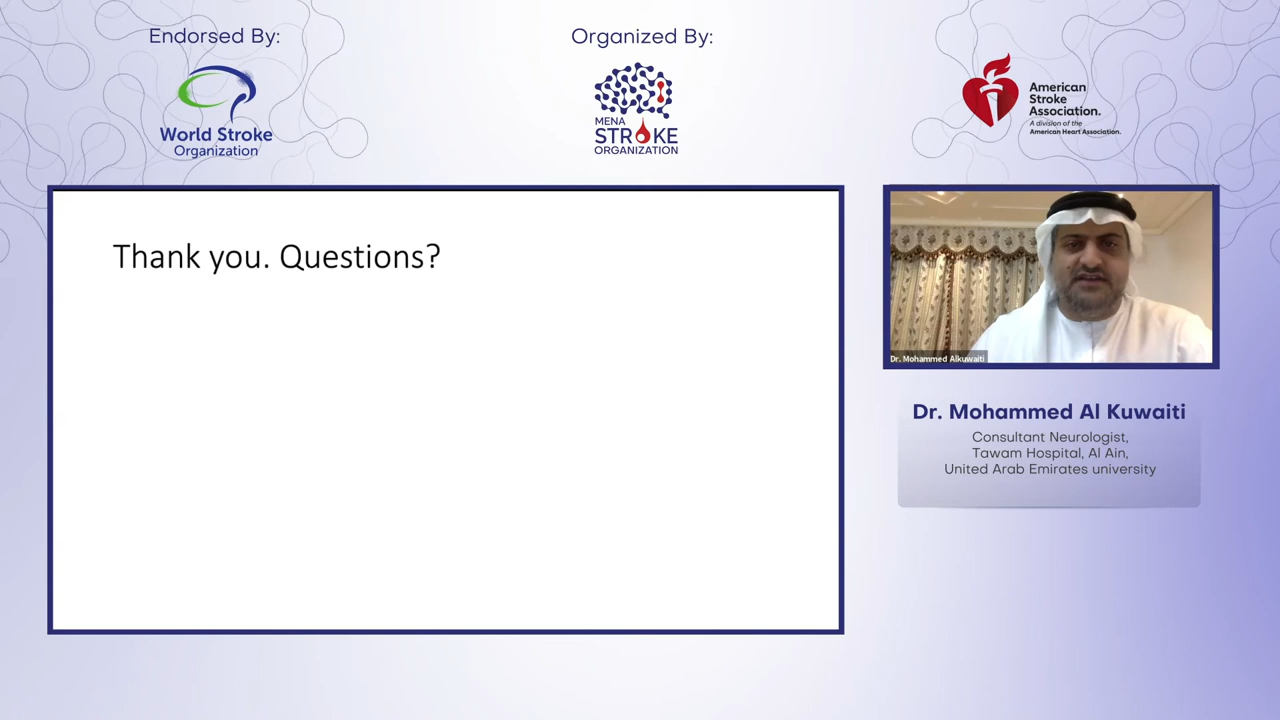 Endorsed By:
World Stroke
Organization
Organized By:
MENA
STROKE
ORGANIZATION
American
Stroke
Association.
A division of the
American Heart Association.
Thank you. Questions?
Dr. Mohammed Alkuwaiti
Dr. Mohammed Al Kuwaiti
Consultant Neurologist,
Tawam Hospital, Al Ain,
United Arab Emirates university